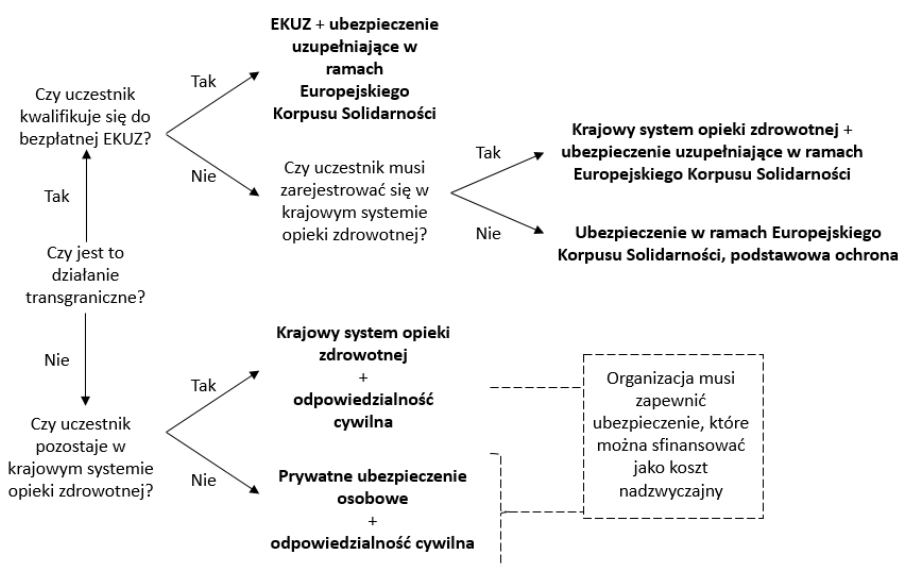 EKUZ + ubezpieczenie
uzupełniające w
ramach
Europejskiego
Korpusu Solidarności
Tak
Czy uczestnik
kwalifikuje się do
bezpłatnej EKUZ?
Nie
Czy uczestnik musi
zarejestrować się w
krajowym systemie
opieki zdrowotnej?
Tak
Krajowy system opieki zdrowotnej +
ubezpieczenie uzupełniające w ramach
Europejskiego Korpusu Solidarności
Nie
Ubezpieczenie w ramach Europejskiego
Korpusu Solidarności, podstawowa ochrona
Tak
Czy jest to
działanie
transgraniczne?
Nie
Czy uczestnik
pozostaje w
krajowym systemie
opieki zdrowotnej?
Tak
Krajowy system opieki
zdrowotnej
+
odpowiedzialność
cywilna
Nie
Prywatne ubezpieczenie
osobowe
+
odpowiedzialność cywilna
Organizacja musi
zapewnić
ubezpieczenie, które
można sfinansować
jako koszt
nadzwyczajny